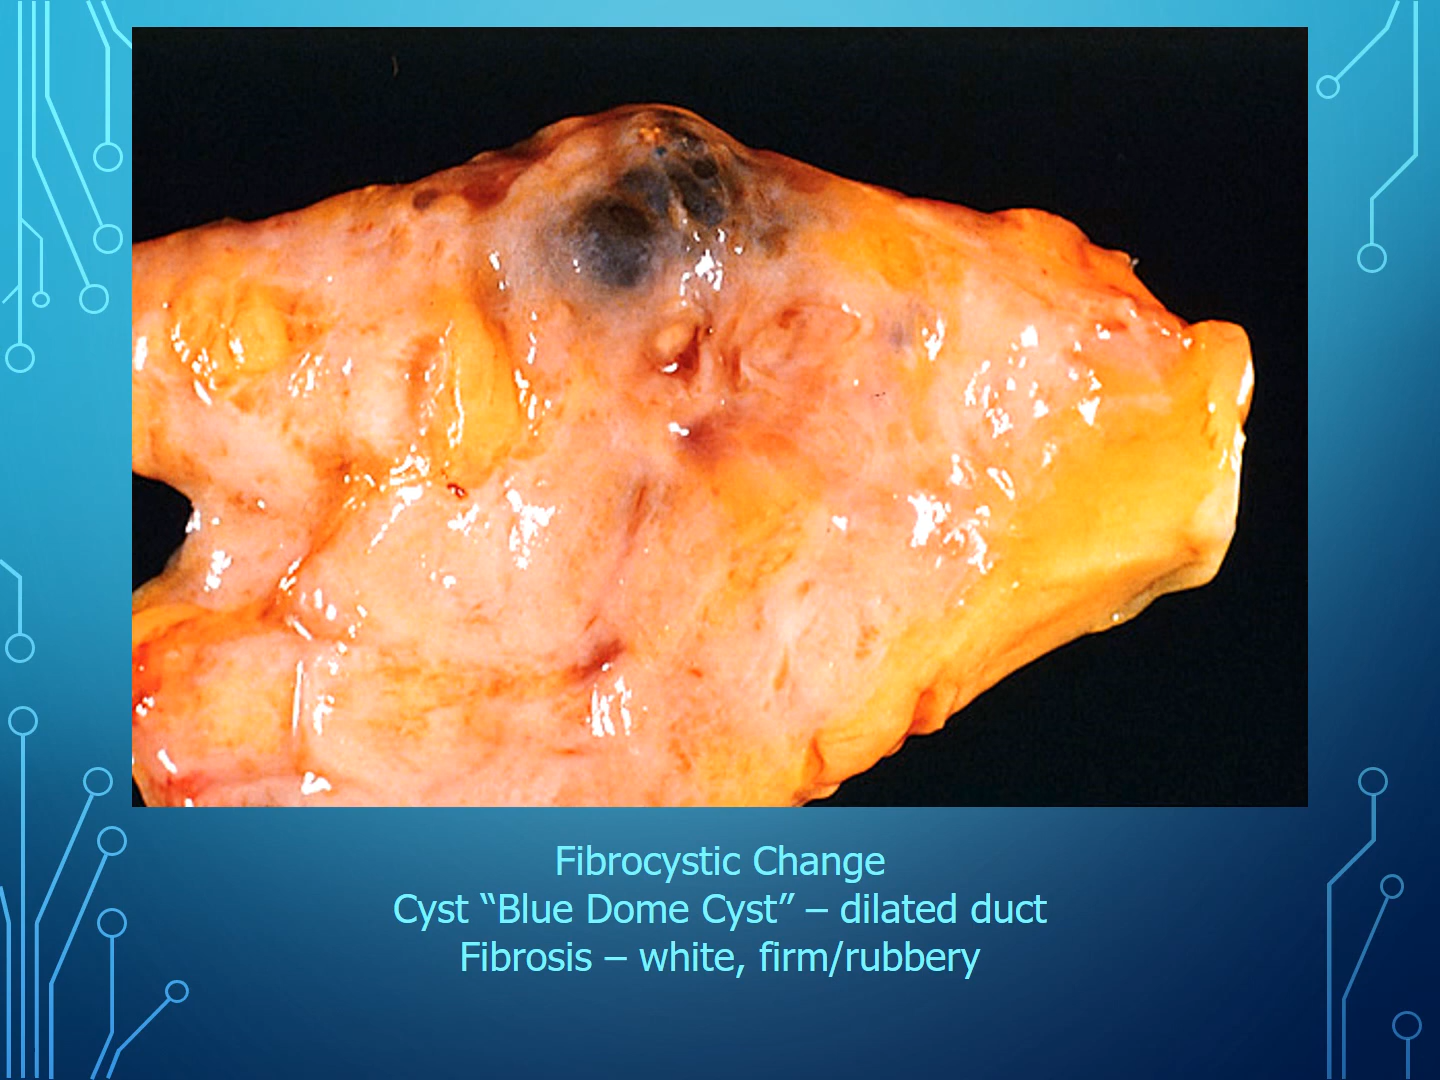 Fibrocystic Change
Cyst “Blue Dome Cyst” – dilated duct
Fibrosis – white, firm/rubbery